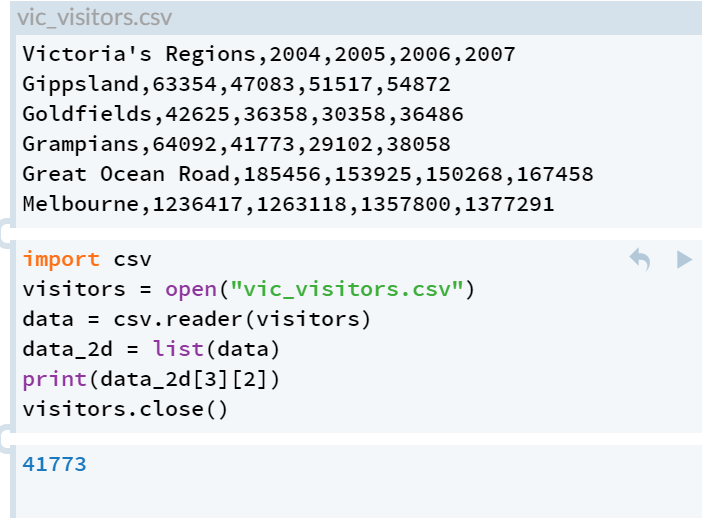 vic_visitors.csv
Victoria's Regions,2004,2005,2006,2007
Gippsland,63354,47083,51517,54872
Goldfields,42625,36358,30358,36486
Grampians,64092,41773,29102,38058
Great Ocean Road,185456,153925,150268,167458
Melbourne,1236417,1263118,1357800,1377291
import csv
visitors = open("vic_visitors.csv")
data = csv.reader(visitors)
data_2d = list(data)
print(data_2d[3][2])
visitors.close()
41773